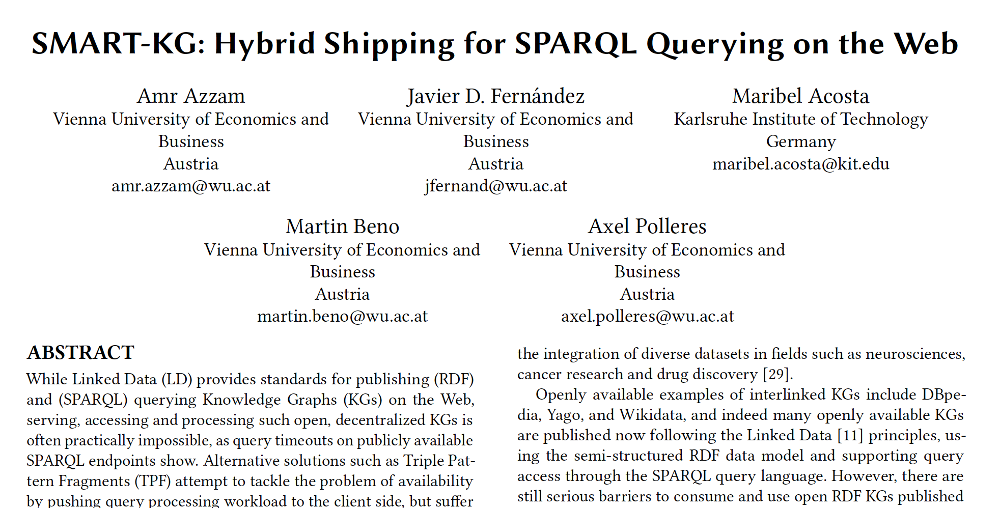 SMART-KG: Hybrid Shipping for SPARQL Querying on the Web
Amr Azzam
Vienna University of Economics and
Business
Austria
amr.azzam@wu.ac.at
Javier D. Fernández
Vienna University of Economics and
Business
Austria
jfernand@wu.ac.at
Maribel Acosta
Karlsruhe Institute of Technology
Germany
maribel.acosta@kit.edu
Martin Beno
Vienna University of Economics and
Business
Austria
martin.beno@wu.ac.at
Axel Polleres
Vienna University of Economics and
Business
Austria
axel.polleres@wu.ac.at
ABSTRACT
While Linked Data (LD) provides standards for publishing (RDF)
and (SPARQL) querying Knowledge Graphs (KGs) on the Web,
serving, accessing and processing such open, decentralized KGs is
often practically impossible, as query timeouts on publicly available
SPARQL endpoints show. Alternative solutions such as Triple Pat-
tern Fragments (TPF) attempt to tackle the problem of availability
by pushing query processing workload to the client side, but suffer
the integration of diverse datasets in fields such as neurosciences,
cancer research and drug discovery [29].
Openly available examples of interlinked KGs include DBpe-
dia, Yago, and Wikidata, and indeed many openly available KGs
are published now following the Linked Data [11] principles, us-
ing the semi-structured RDF data model and supporting query
access through the SPARQL query language. However, there are
still serious barriers to consume and use open RDF KGs published